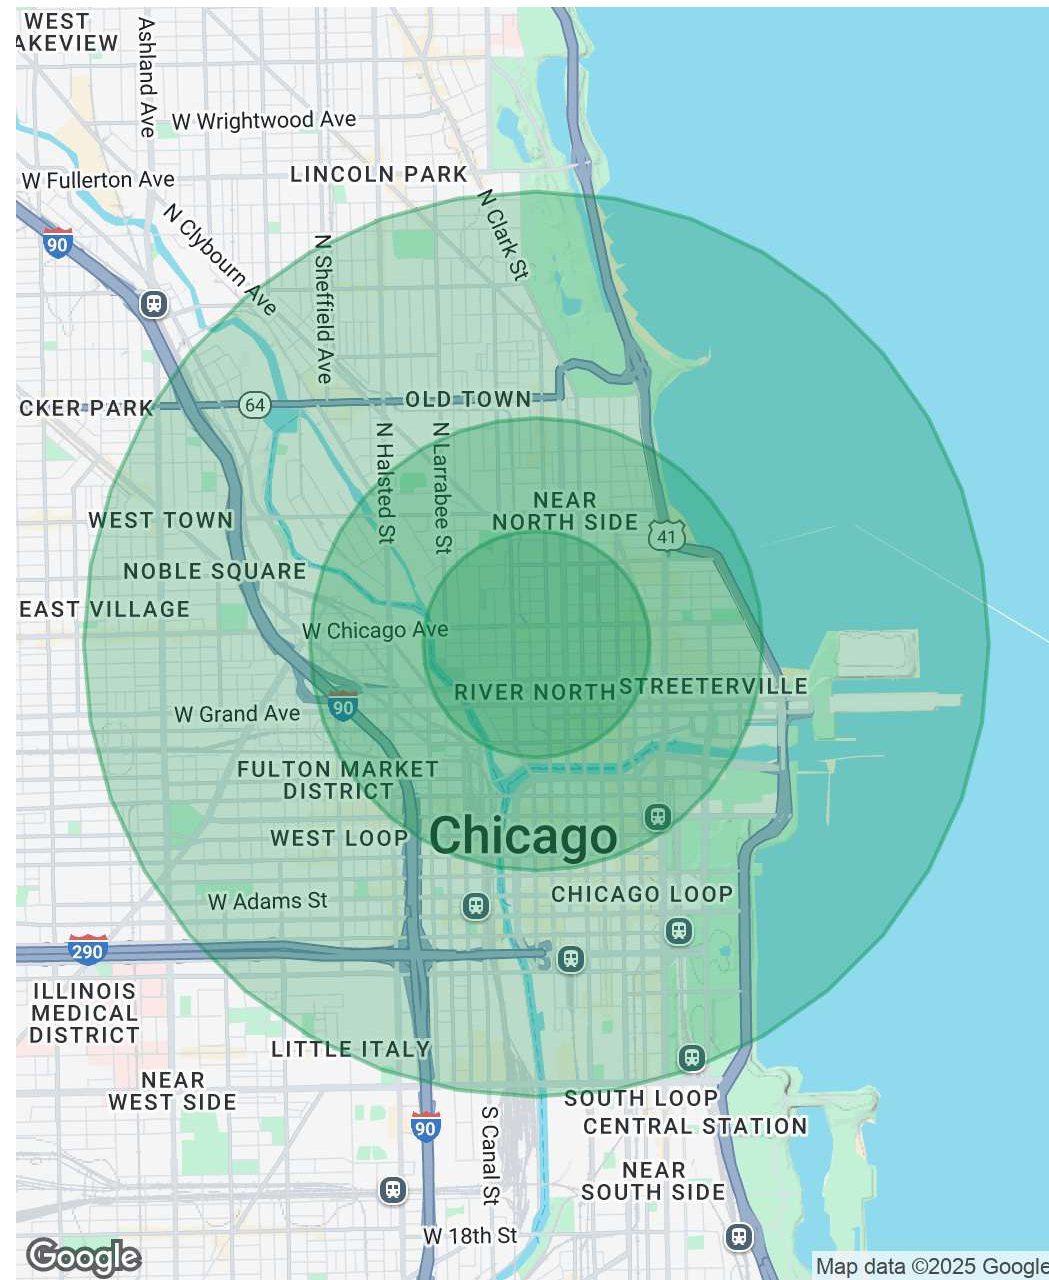 WEST
AKEVIEW
Ashland Ave
W Wrightwood Ave
LINCOLN PARK
W Fullerton Ave
N Clark St
N Clybourn Ave
90
N Sheffield Ave
CKER PARK
64
OLD TOWN
N Halsted St
N Larrabee St
NEAR
NORTH SIDE
WEST TOWN
41
NOBLE SQUARE
EAST VILLAGE
W Chicago Ave
RIVER NORTH
STREETERVILLE
90
W Grand Ave
FULTON MARKET
DISTRICT
WEST LOOP
Chicago
CHICAGO LOOP
W Adams St
290
ILLINOIS
MEDICAL
DISTRICT
LITTLE ITALY
NEAR
WEST SIDE
SOUTH LOOP
CENTRAL STATION
90
S Canal St
NEAR
SOUTH SIDE
W 18th St
Google
Map data ©2025 Google